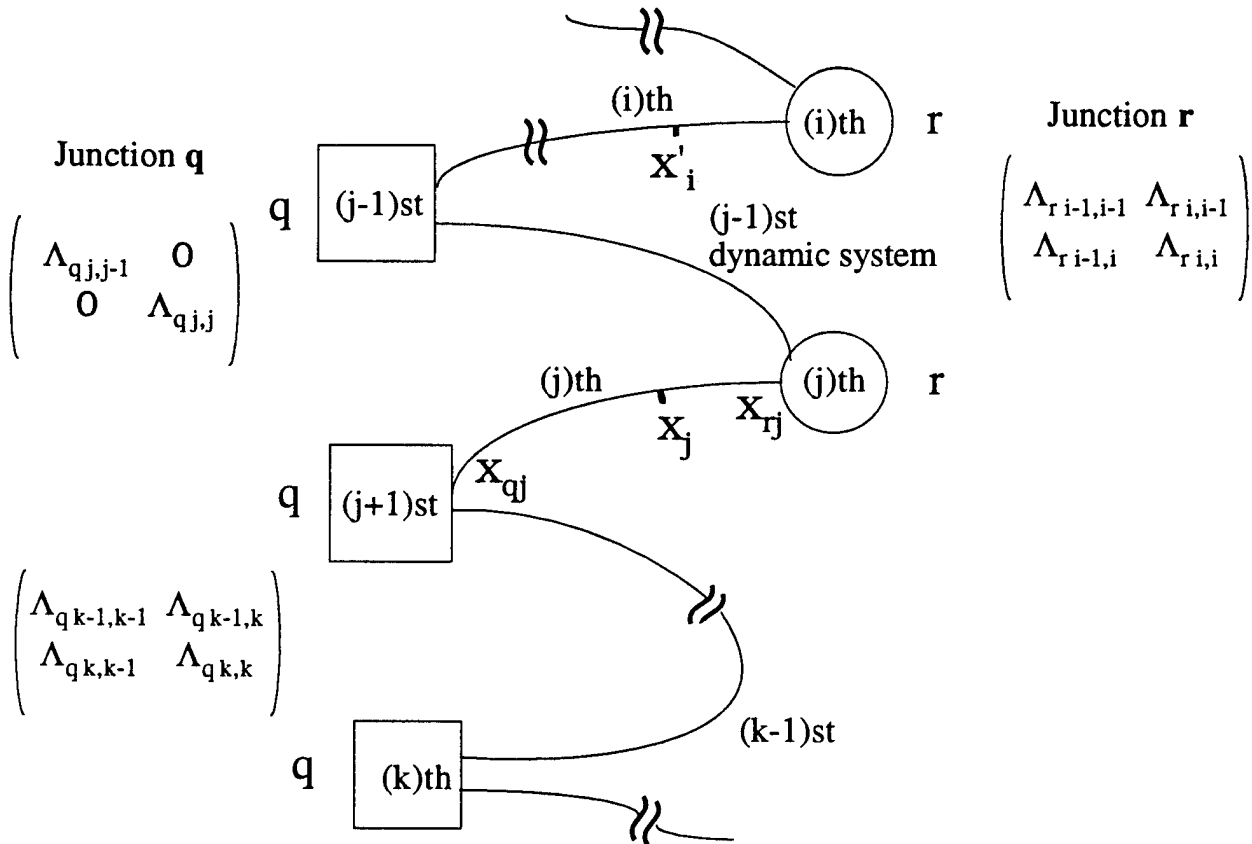 (i)th
(i)th
r
Junction r
X'i
Junction q
q
(j-1)st
(j-1)st
dynamic system
Λr i-1,i-1 Λr i,i-1
Λr i-1,i Λr i,i
Λq j,j-1 0
0 Λq j,j
(j)th
(j)th
r
Xj
Xrj
Xqj
q
(j+1)st
Λq k-1,k-1 Λq k-1,k
Λq k,k-1 Λq k,k
(k-1)st
q
(k)th